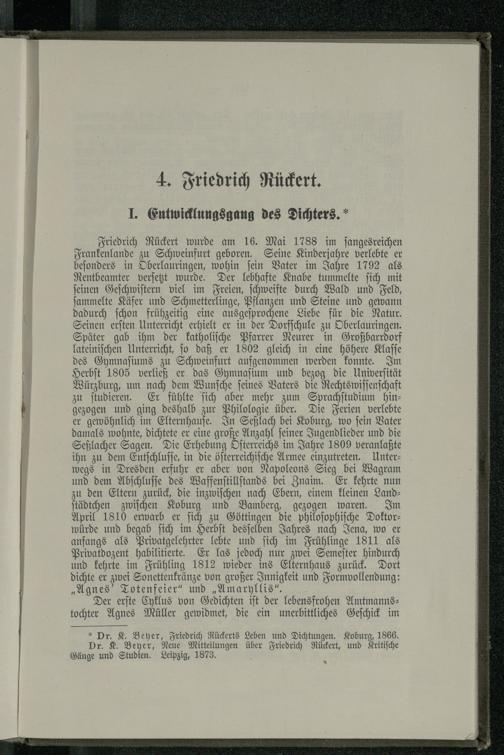 4. Friedrich Rückert.
I. Entwicklungsgang des Dichters.*
Friedrich Rückert wurde am 16. Mai 1788 im sangesreichen
Frankenlande zu Schweinfurt geboren. Seine Kinderjahre verlebte er
besonders in Oberlauringen, wohin sein Vater im Jahre 1792 als
Rentbeamter versetzt wurde. Der lebhafte Knabe tummelte sich mit
seinen Geschwistern viel im Freien, schweifte durch Wald und Feld,
sammelte Käfer und Schmetterlinge, Pflanzen und Steine und gewann
dadurch schon frühzeitig eine ausgesprochene Liebe für die Natur.
Seinen ersten Unterricht erhielt er in der Dorfschule zu Oberlauringen.
Später gab ihm der katholische Pfarrer Neurer in Großbardorf
lateinischen Unterricht, so daß er 1802 gleich in eine höhere Klasse
des Gymnasiums zu Schweinfurt aufgenommen werden konnte. Im
Herbst 1805 verließ er das Gymnasium und bezog die Universität
Würzburg, um nach dem Wunsche seines Vaters die Rechtswissenschaft
zu studieren. Er fühlte sich aber mehr zum Sprachstudium hin-
gezogen und ging deshalb zur Philologie über. Die Ferien verlebte
er gewöhnlich im Elternhause. In Seßlach bei Koburg, wo sein Vater
damals wohnte, dichtete er eine große Anzahl seiner Jugendlieder und die
Seßlacher Sagen. Die Erhebung Österreichs im Jahre 1809 veranlaßte
ihn zu dem Entschlusse, in die österreichische Armee einzutreten. Unter-
wegs in Dresden erfuhr er aber von Napoleons Sieg bei Wagram
und dem Abschlusse des Waffenstillstands bei Znaim. Er kehrte nun
zu den Eltern zurück, die inzwischen nach Ebern, einem kleinen Land-
städtchen zwischen Koburg und Bamberg, gezogen waren. Im
April 1810 erwarb er sich zu Göttingen die philosophische Doktor-
würde und begab sich im Herbst desselben Jahres nach Jena, wo er
anfangs als Privatgelehrter lebte und sich im Frühlinge 1811 als
Privatdozent habilitierte. Er las jedoch nur zwei Semester hindurch
und kehrte im Frühling 1812 wieder ins Elternhaus zurück. Dort
dichtete er zwei Sonettenkränze von großer Innigkeit und Formvollendung:
„Agnes' Totenfeier“ und „Amaryllis“.
Der erste Cyklus von Gedichten ist der lebensfrohen Amtmanns-
tochter Agnes Müller gewidmet, die ein unerbittliches Geschick im
* Dr. K. Beyer, Friedrich Rückerts Leben und Dichtungen. Koburg, 1866.
Dr. K. Beyer, Neue Mitteilungen über Friedrich Rückert, und Kritische
Gänge und Studien. Leipzig, 1873.